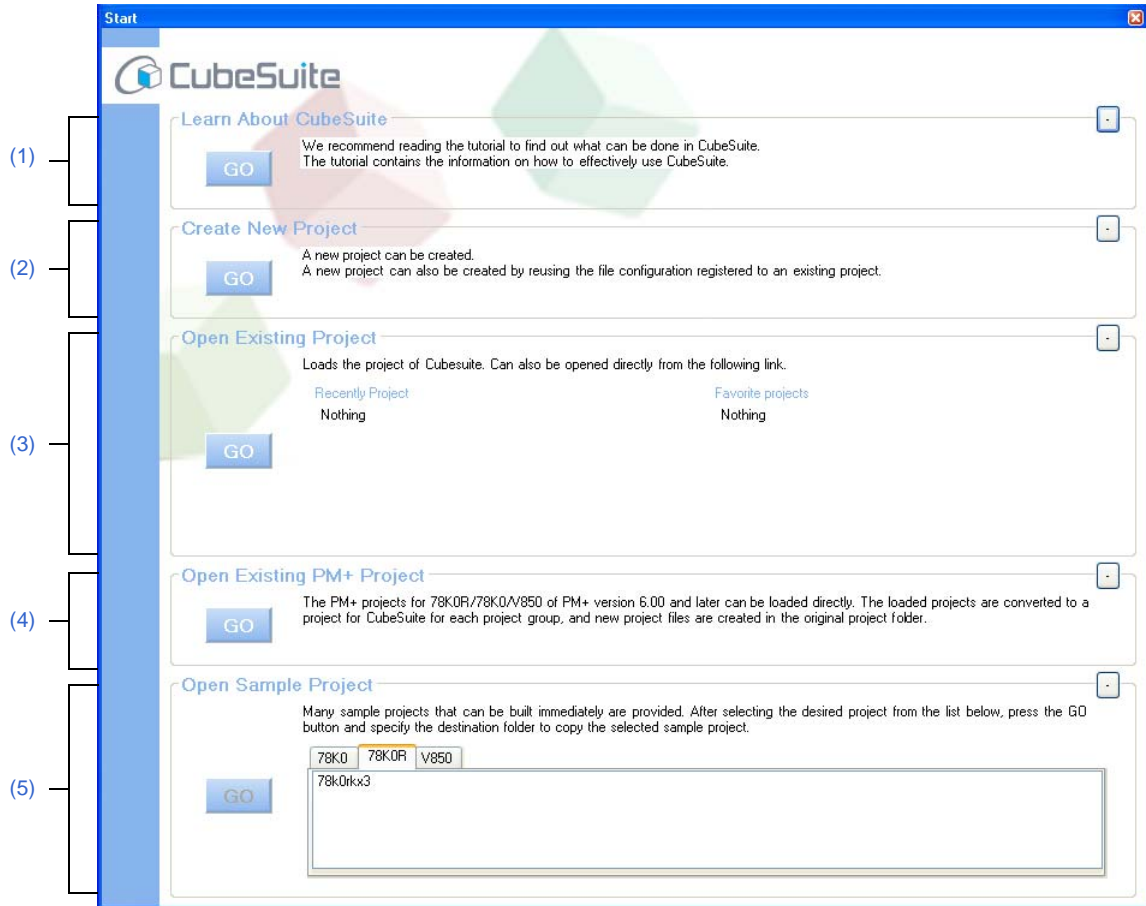 Start
CubeSuite
(1)
Learn About CubeSuite
GO
We recommend reading the tutorial to find out what can be done in CubeSuite.
The tutorial contains the information on how to effectively use CubeSuite.
(2)
Create New Project
GO
A new project can be created.
A new project can also be created by reusing the file configuration registered to an existing project.
(3)
Open Existing Project
Loads the project of Cubesuite. Can also be opened directly from the following link.
Recently Project
Favorite projects
Nothing
Nothing
GO
(4)
Open Existing PM+ Project
GO
The PM+ projects for 78K0R/78K0/V850 of PM+ version 6.00 and later can be loaded directly. The loaded projects are converted to a
project for CubeSuite for each project group, and new project files are created in the original project folder.
(5)
Open Sample Project
Many sample projects that can be built immediately are provided. After selecting the desired project from the list below, press the GO
button and specify the destination folder to copy the selected sample project.
78K0 78K0R V850
78k0rkx3
GO